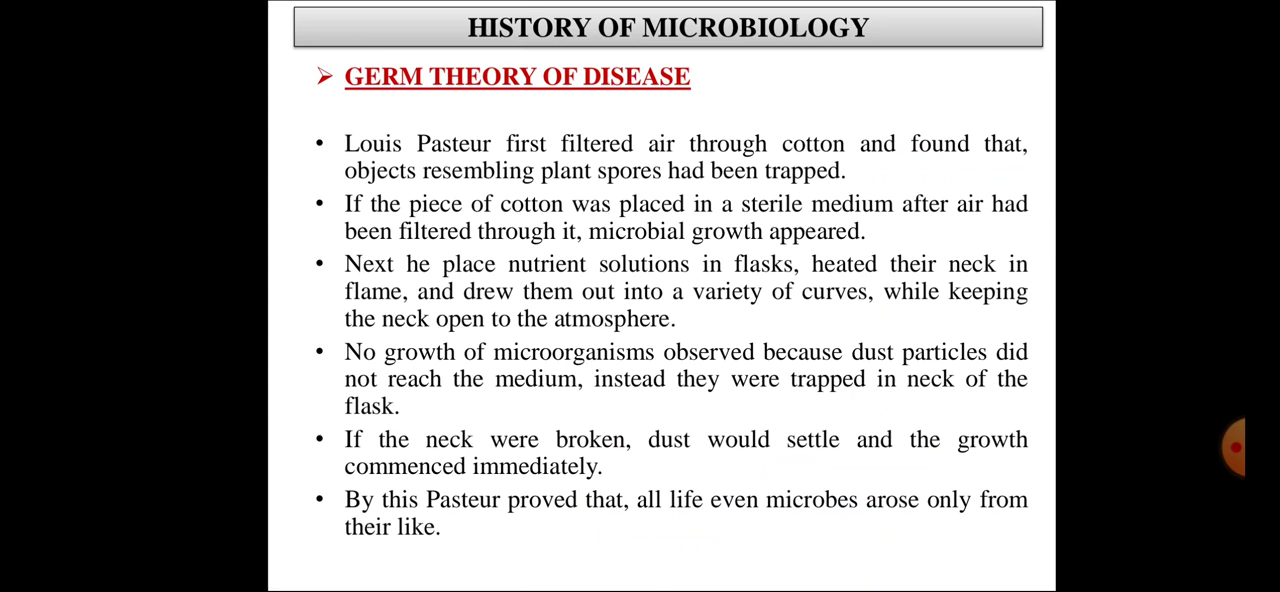 HISTORY OF MICROBIOLOGY
➢ GERM THEORY OF DISEASE
• Louis Pasteur first filtered air through cotton and found that,
objects resembling plant spores had been trapped.
• If the piece of cotton was placed in a sterile medium after air had
been filtered through it, microbial growth appeared.
• Next he place nutrient solutions in flasks, heated their neck in
flame, and drew them out into a variety of curves, while keeping
the neck open to the atmosphere.
• No growth of microorganisms observed because dust particles did
not reach the medium, instead they were trapped in neck of the
flask.
• If the neck were broken, dust would settle and the growth
commenced immediately.
• By this Pasteur proved that, all life even microbes arose only from
their like.